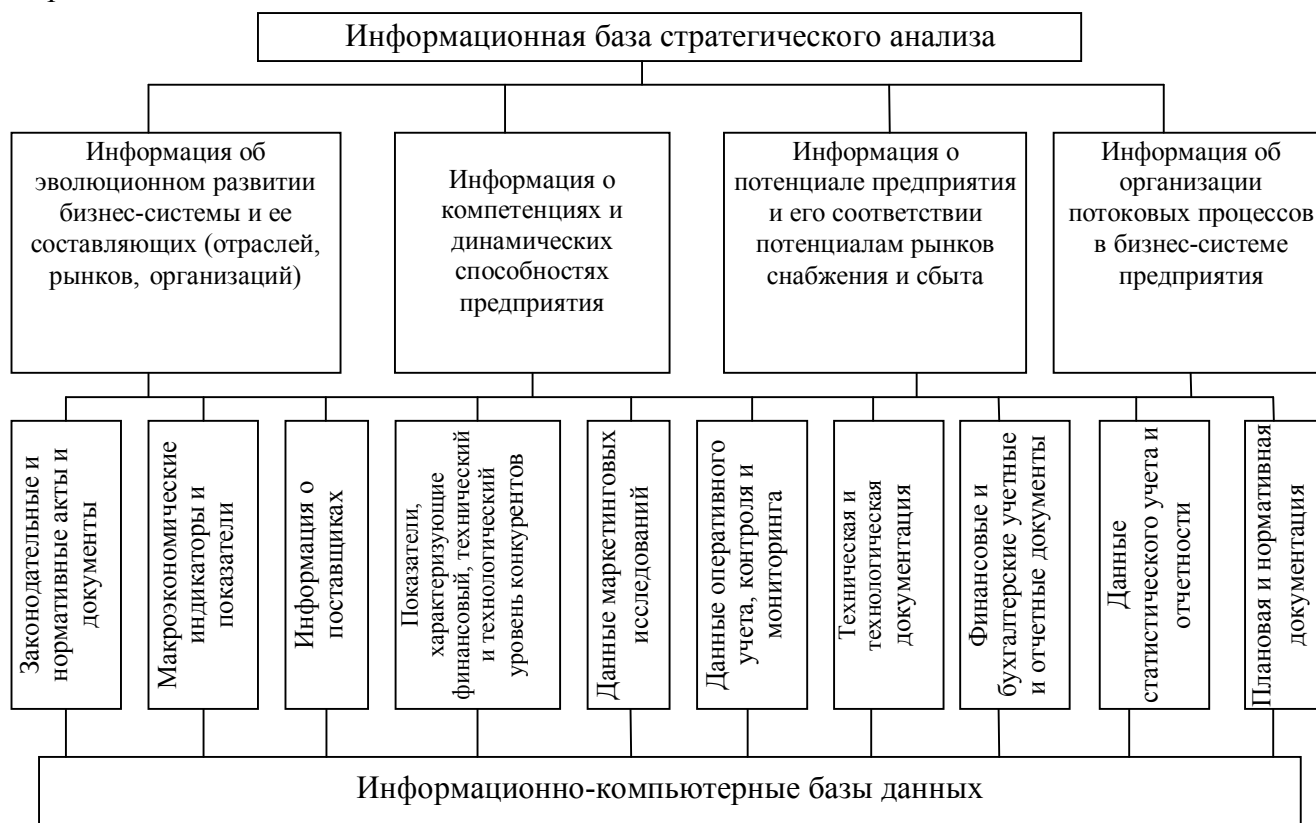 Информационная база стратегического анализа
Информация об
эволюционном развитии
бизнес-системы и ее
составляющих (отраслей,
рынков, организаций)
Информация о
компетенциях и
динамических
способностях
предприятия
Информация о
потенциале предприятия
и его соответствии
потенциалам рынков
снабжения и сбыта
Информация об
организации
потоковых процессов
в бизнес-системе
предприятия
Законодательные и
нормативные акты и
документы
Макроэкономические
индикаторы и
показатели
Информация о
поставщиках
Показатели,
характеризующие
финансовый, технический
и технологический
уровень конкурентов
Данные маркетинговых
исследований
Данные оперативного
учета, контроля и
мониторинга
Техническая и
технологическая
документация
Финансовые и
бухгалтерские учетные
и отчетные документы
Данные
статистического учета и
отчетности
Плановая и нормативная
документация
Информационно-компьютерные базы данных